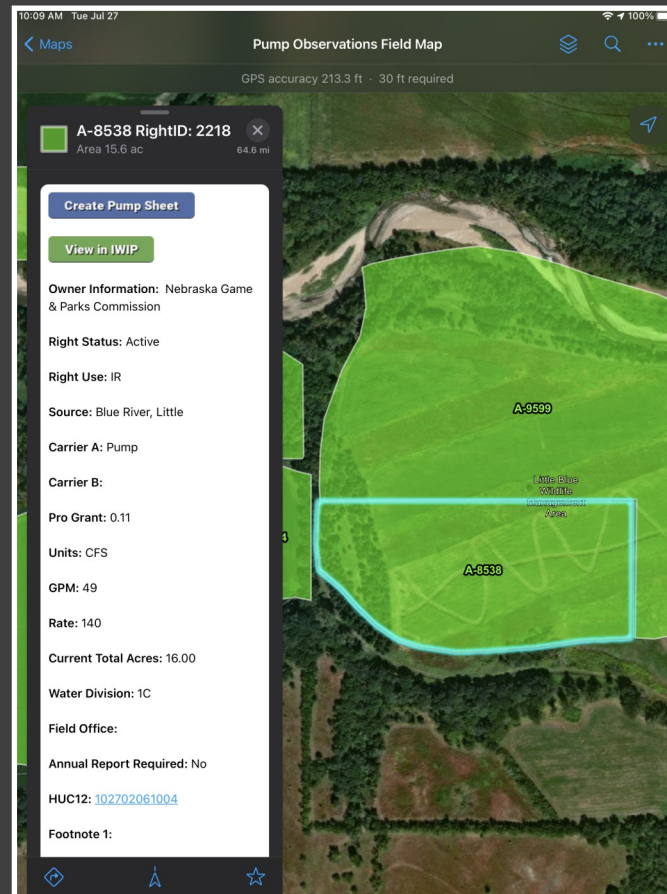 10:09 AM Tue Jul 27
100%
Maps
Pump Observations Field Map
GPS accuracy 213.3 ft · 30 ft required
A-8538 RightID: 2218
Area 15.6 ac
64.6 mi
Create Pump Sheet
View in IWIP
Owner Information: Nebraska Game
& Parks Commission
Right Status: Active
Right Use: IR
Source: Blue River, Little
Carrier A: Pump
Carrier B:
Pro Grant: 0.11
Units: CFS
GPM: 49
Rate: 140
Current Total Acres: 16.00
Water Division: 1C
Field Office:
Annual Report Required: No
HUC12: 102702061004
Footnote 1:
A-9599
Little Blue
Wildlife
Management
Area
4
A-8538